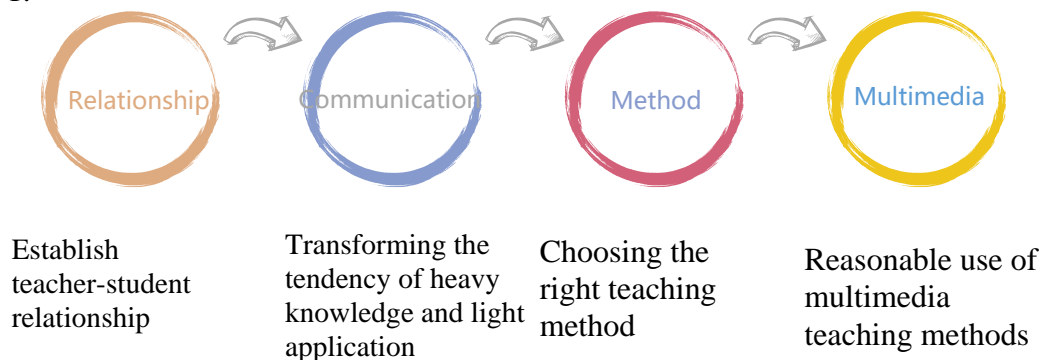 Relationship
Communication
Method
Multimedia
Establish
teacher-student
relationship
Transforming the
tendency of heavy
knowledge and light
application
Choosing the
right teaching
method
Reasonable use of
multimedia
teaching methods